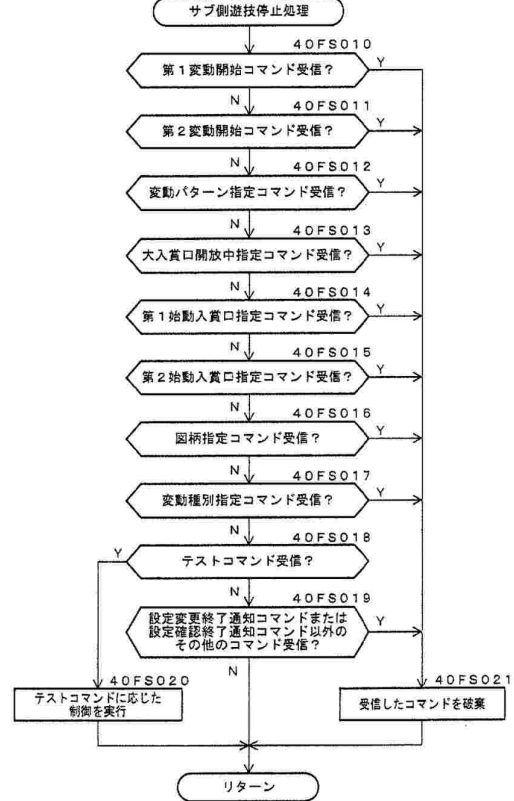 サブ側遊技停止処理
40FS010
第1変動開始コマンド受信？
Y
N
40FS011
第2変動開始コマンド受信？
Y
N
40FS012
変動パターン指定コマンド受信？
Y
N
40FS013
大入賞口開放中指定コマンド受信？
Y
N
40FS014
第1始動入賞口指定コマンド受信？
Y
N
40FS015
第2始動入賞口指定コマンド受信？
Y
N
40FS016
図柄指定コマンド受信？
Y
N
40FS017
変動種別指定コマンド受信？
Y
N
40FS018
Y
テストコマンド受信？
N
40FS019
設定変更終了通知コマンドまたは
設定確認終了通知コマンド以外の
その他のコマンド受信？
Y
N
40FS020
テストコマンドに応じた
制御を実行
40FS021
受信したコマンドを破棄
リターン